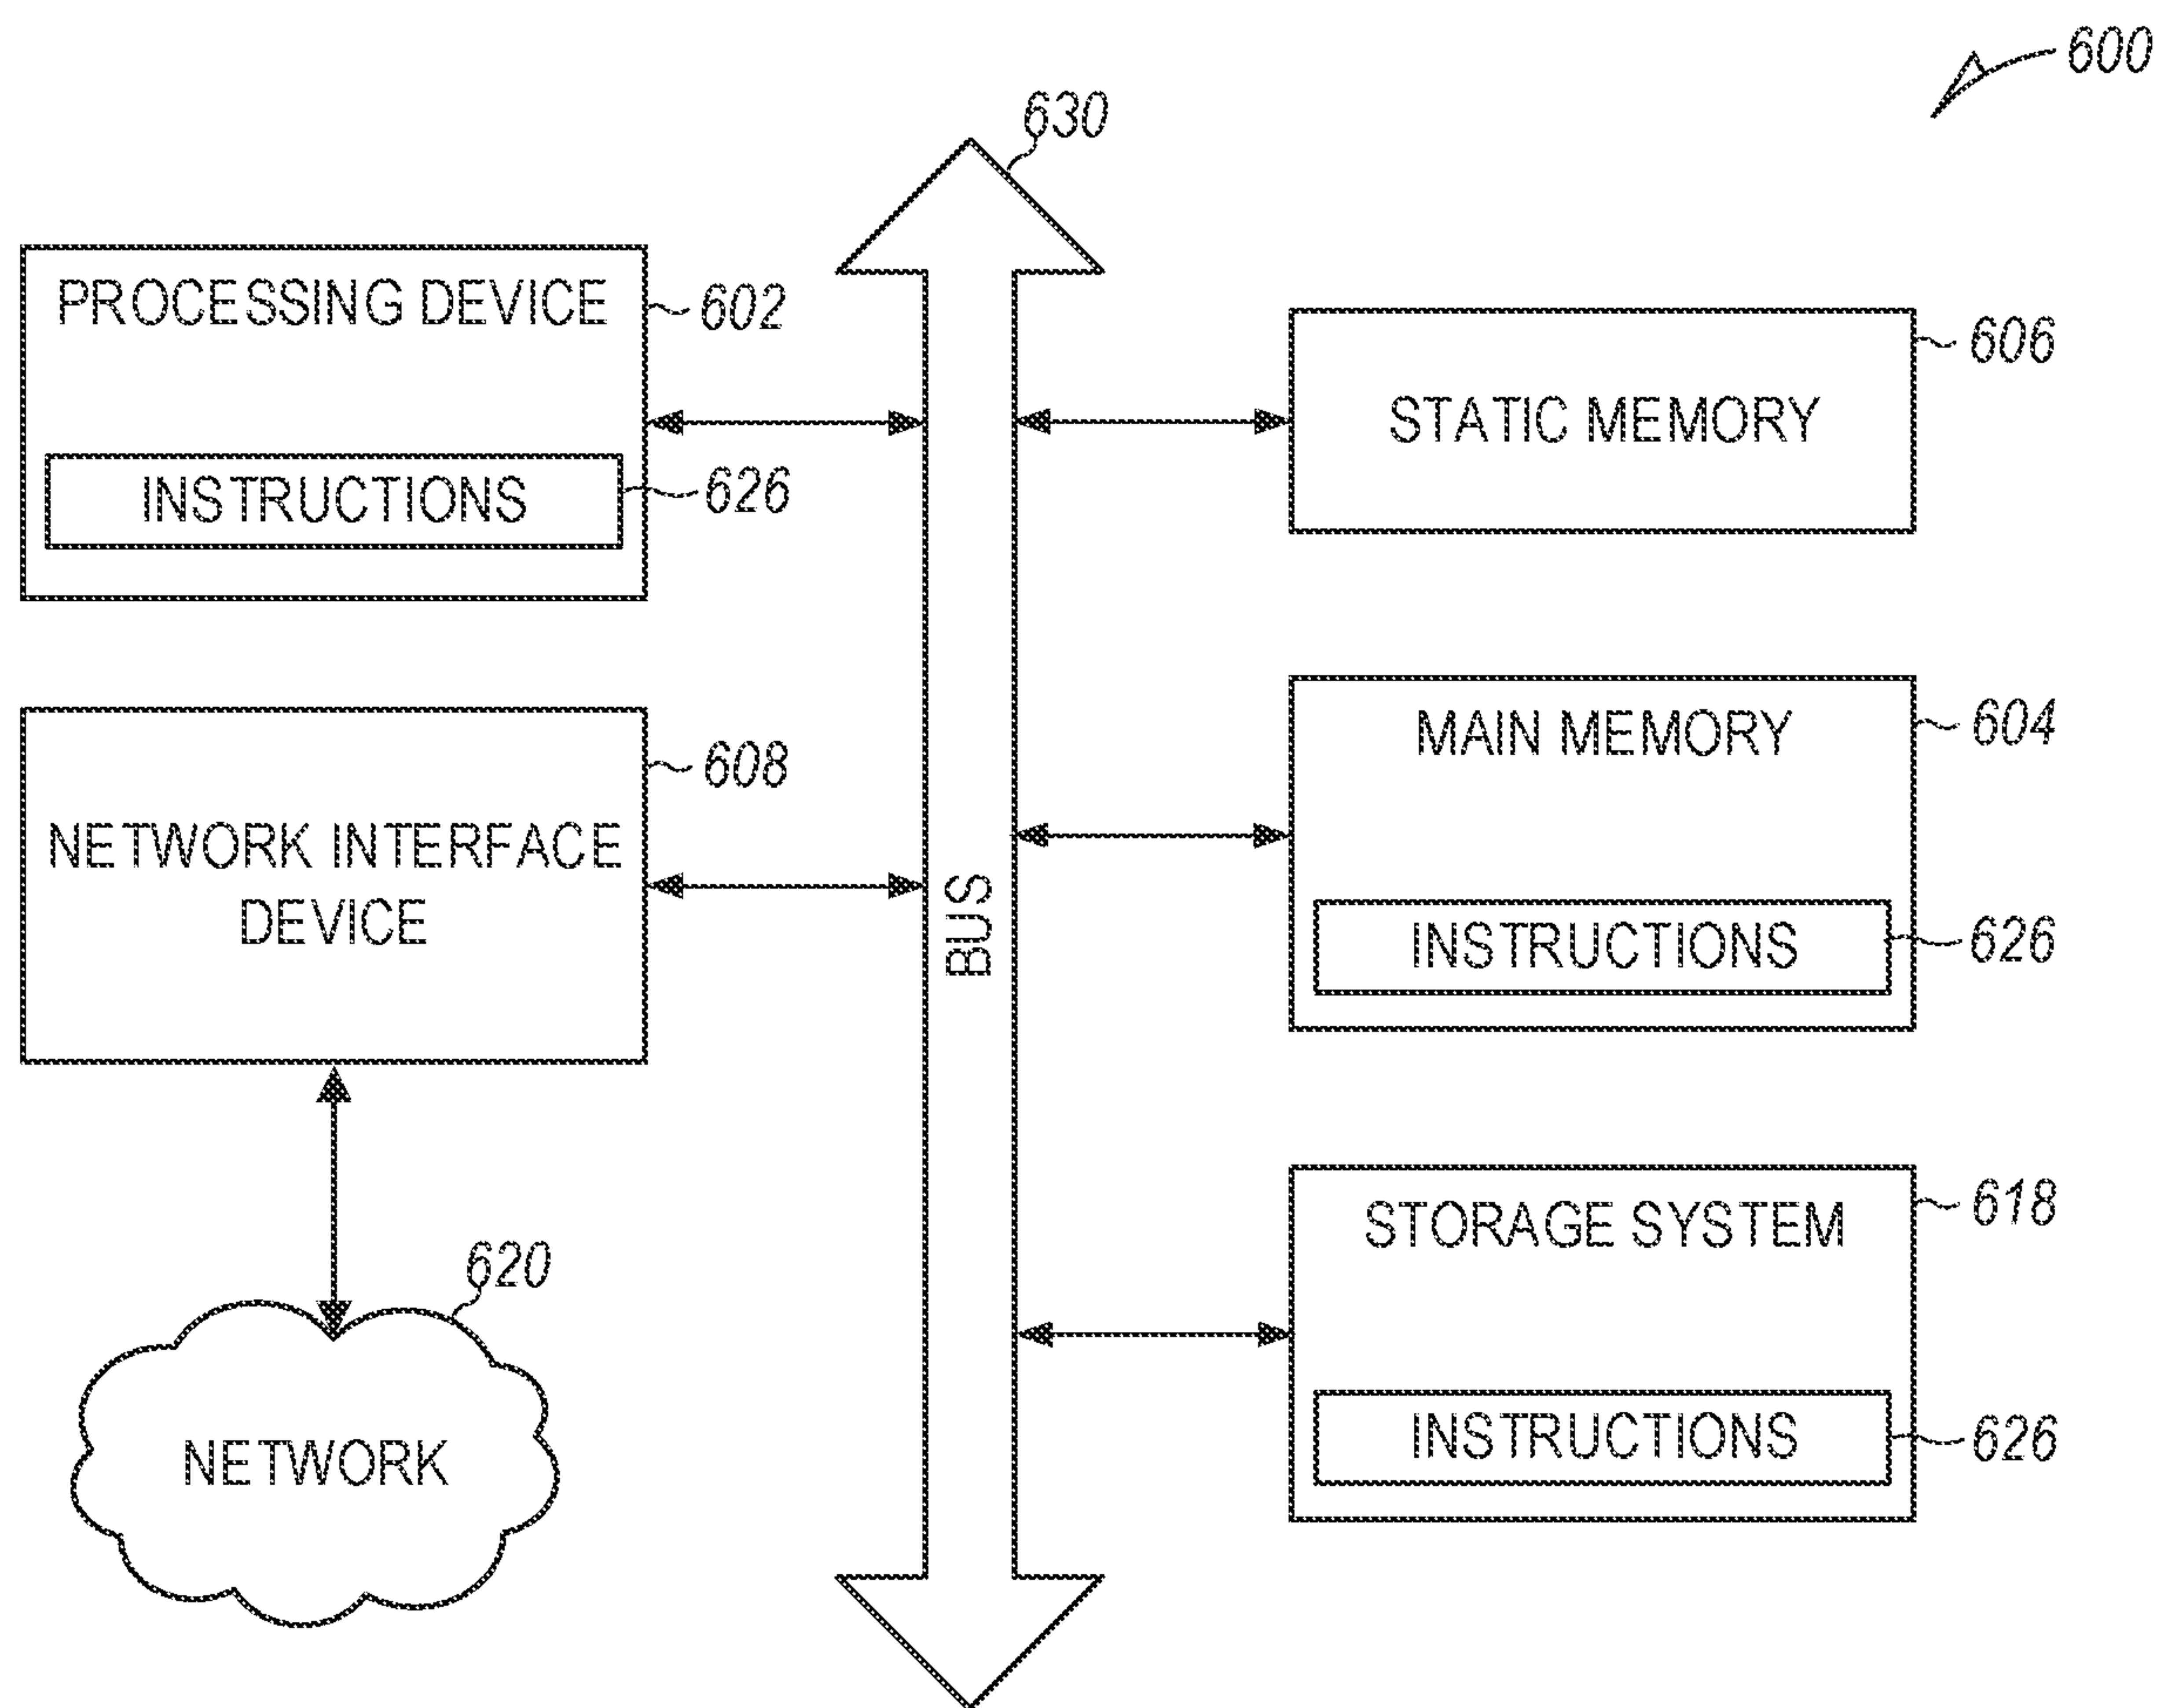 600
630
PROCESSING DEVICE
602
INSTRUCTIONS
626
NETWORK INTERFACE
DEVICE
608
620
NETWORK
BUS
STATIC MEMORY
606
MAIN MEMORY
604
INSTRUCTIONS
626
STORAGE SYSTEM
618
INSTRUCTIONS
626